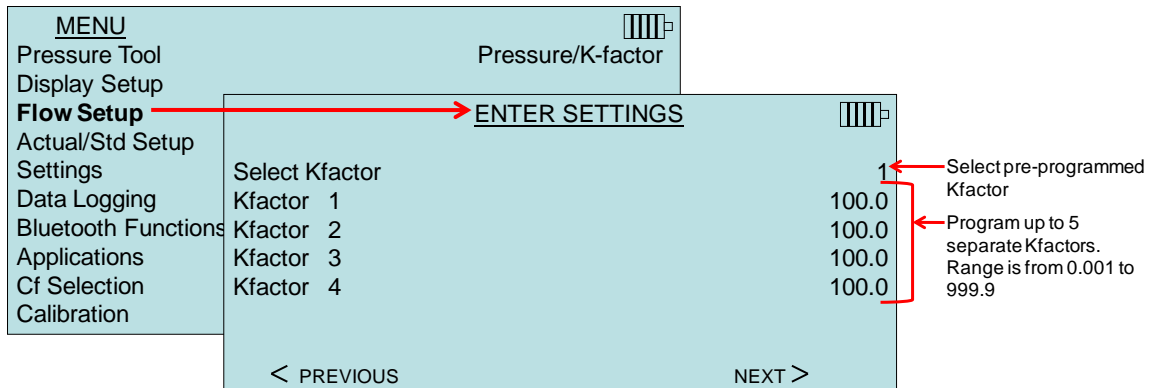 MENU
Pressure Tool
Pressure/K-factor
Display Setup
Flow Setup
Actual/Std Setup
Settings
Data Logging
Bluetooth Functions
Applications
Cf Selection
Calibration
ENTER SETTINGS
Select Kfactor 1
Kfactor 1 100.0
Kfactor 2 100.0
Kfactor 3 100.0
Kfactor 4 100.0
< PREVIOUS
NEXT >
Select pre-programmed
Kfactor
Program up to 5
separate Kfactors.
Range is from 0.001 to
999.9